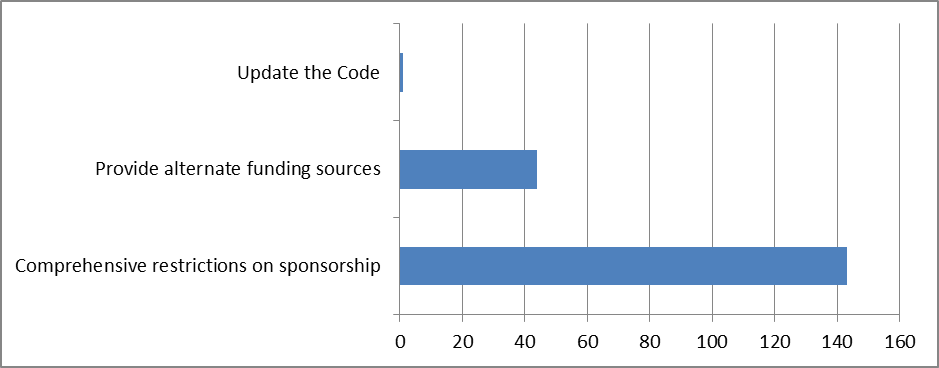 Update the Code
Provide alternate funding sources
Comprehensive restrictions on sponsorship
0 20 40 60 80 100 120 140 160